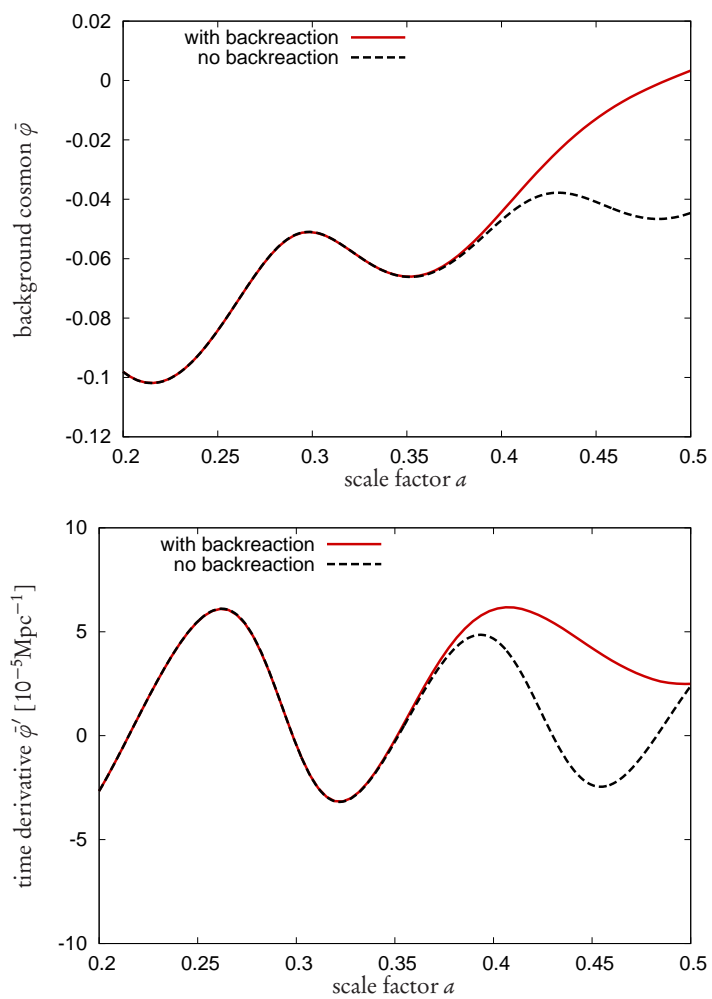 0.02
with backreaction
no backreaction
0
-0.02
-0.04
-0.06
-0.08
-0.1
-0.12
background cosmon φ̄
0.2 0.25 0.3 0.35 0.4 0.45 0.5
scale factor a
10
with backreaction
no backreaction
5
0
-5
-10
time derivative φ̄′ [10⁻⁵Mpc⁻¹]
0.2 0.25 0.3 0.35 0.4 0.45 0.5
scale factor a